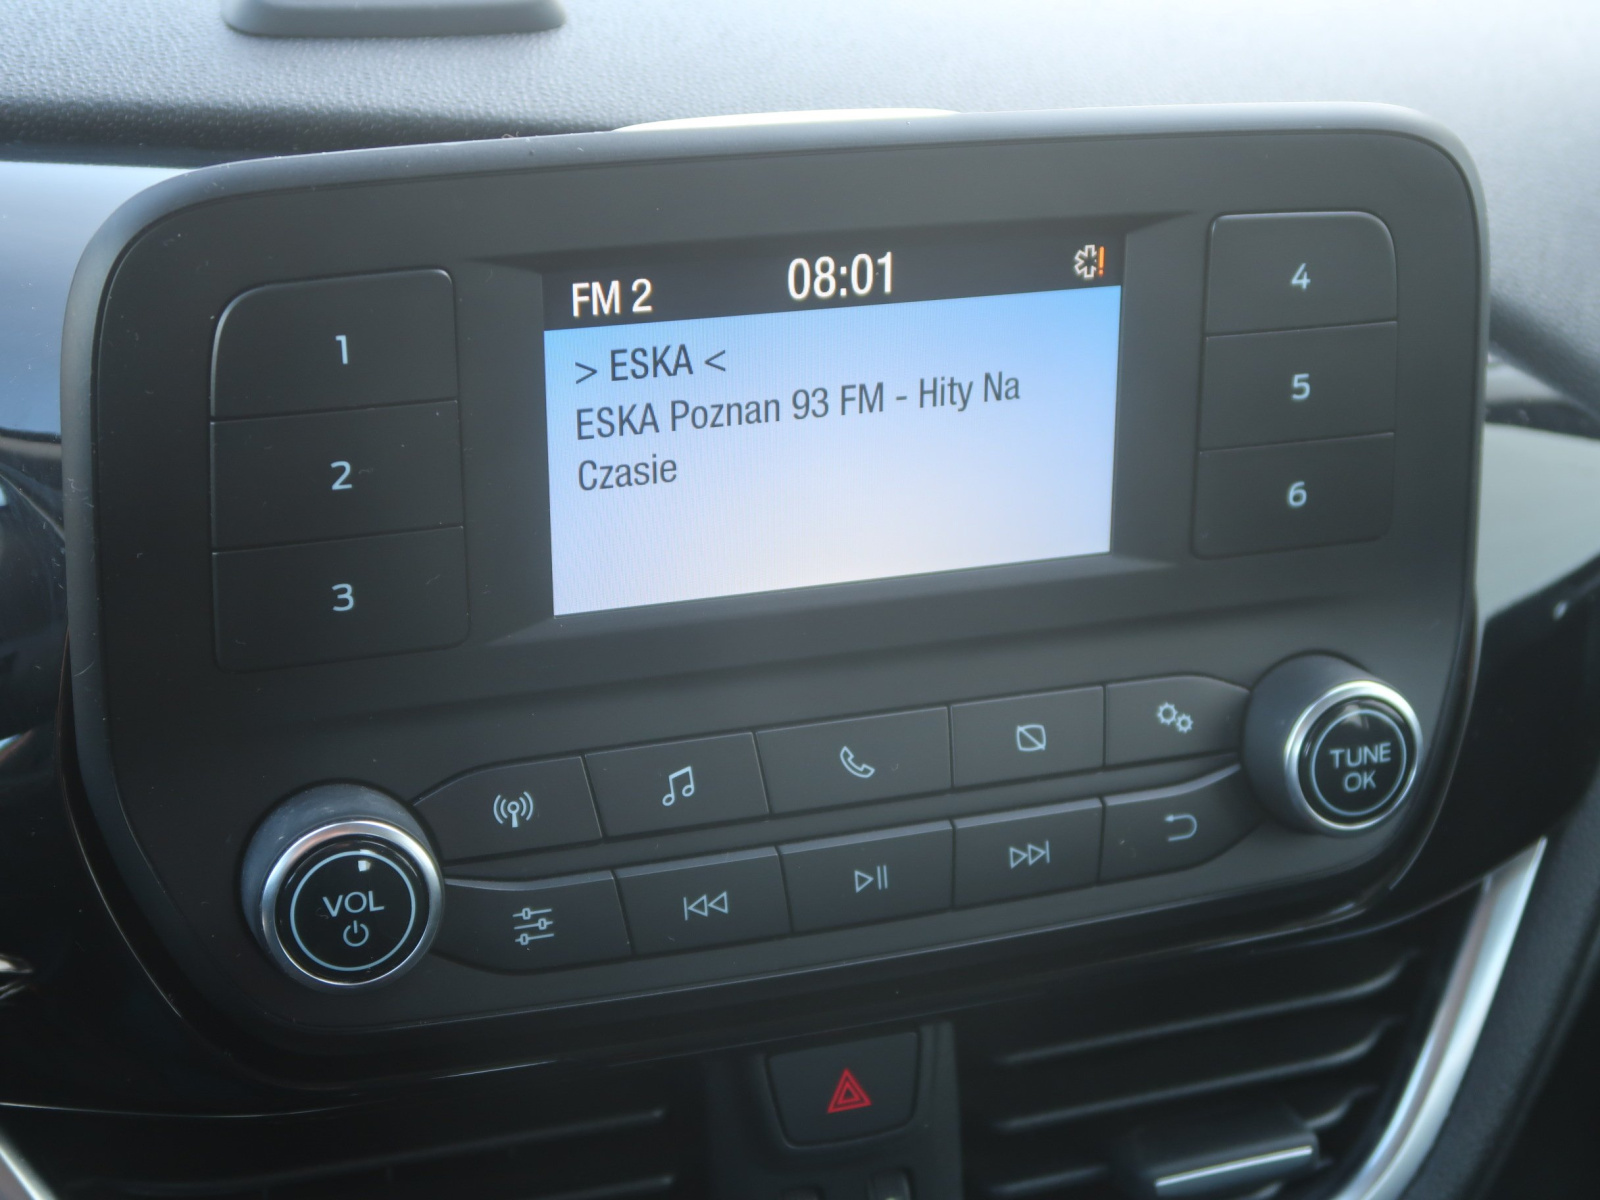 FM 2 08:01
> ESKA <
ESKA Poznan 93 FM - Hity Na
Czasie
1
2
3
4
5
6
VOL
TUNE
OK